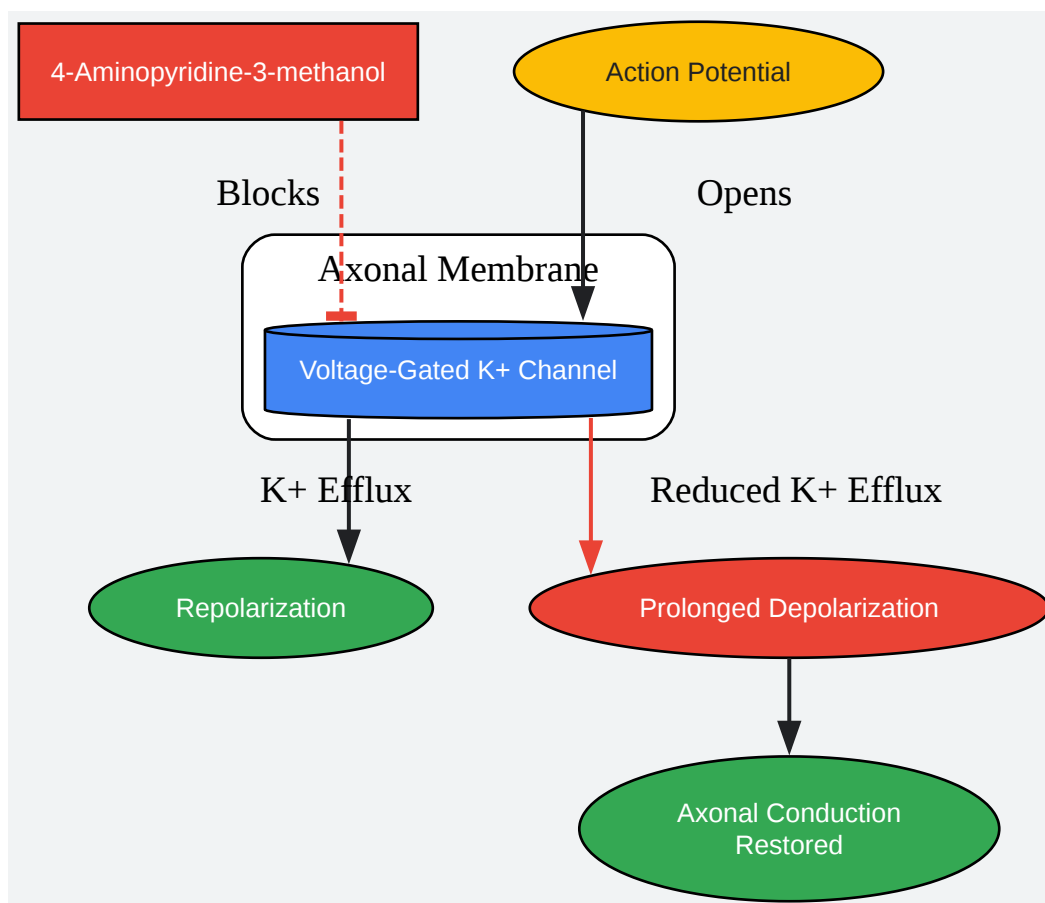 4-Aminopyridine-3-methanol
Action Potential
Blocks
Opens
Axonal Membrane
Voltage-Gated K+ Channel
K+ Efflux
Reduced K+ Efflux
Repolarization
Prolonged Depolarization
Axonal Conduction
Restored